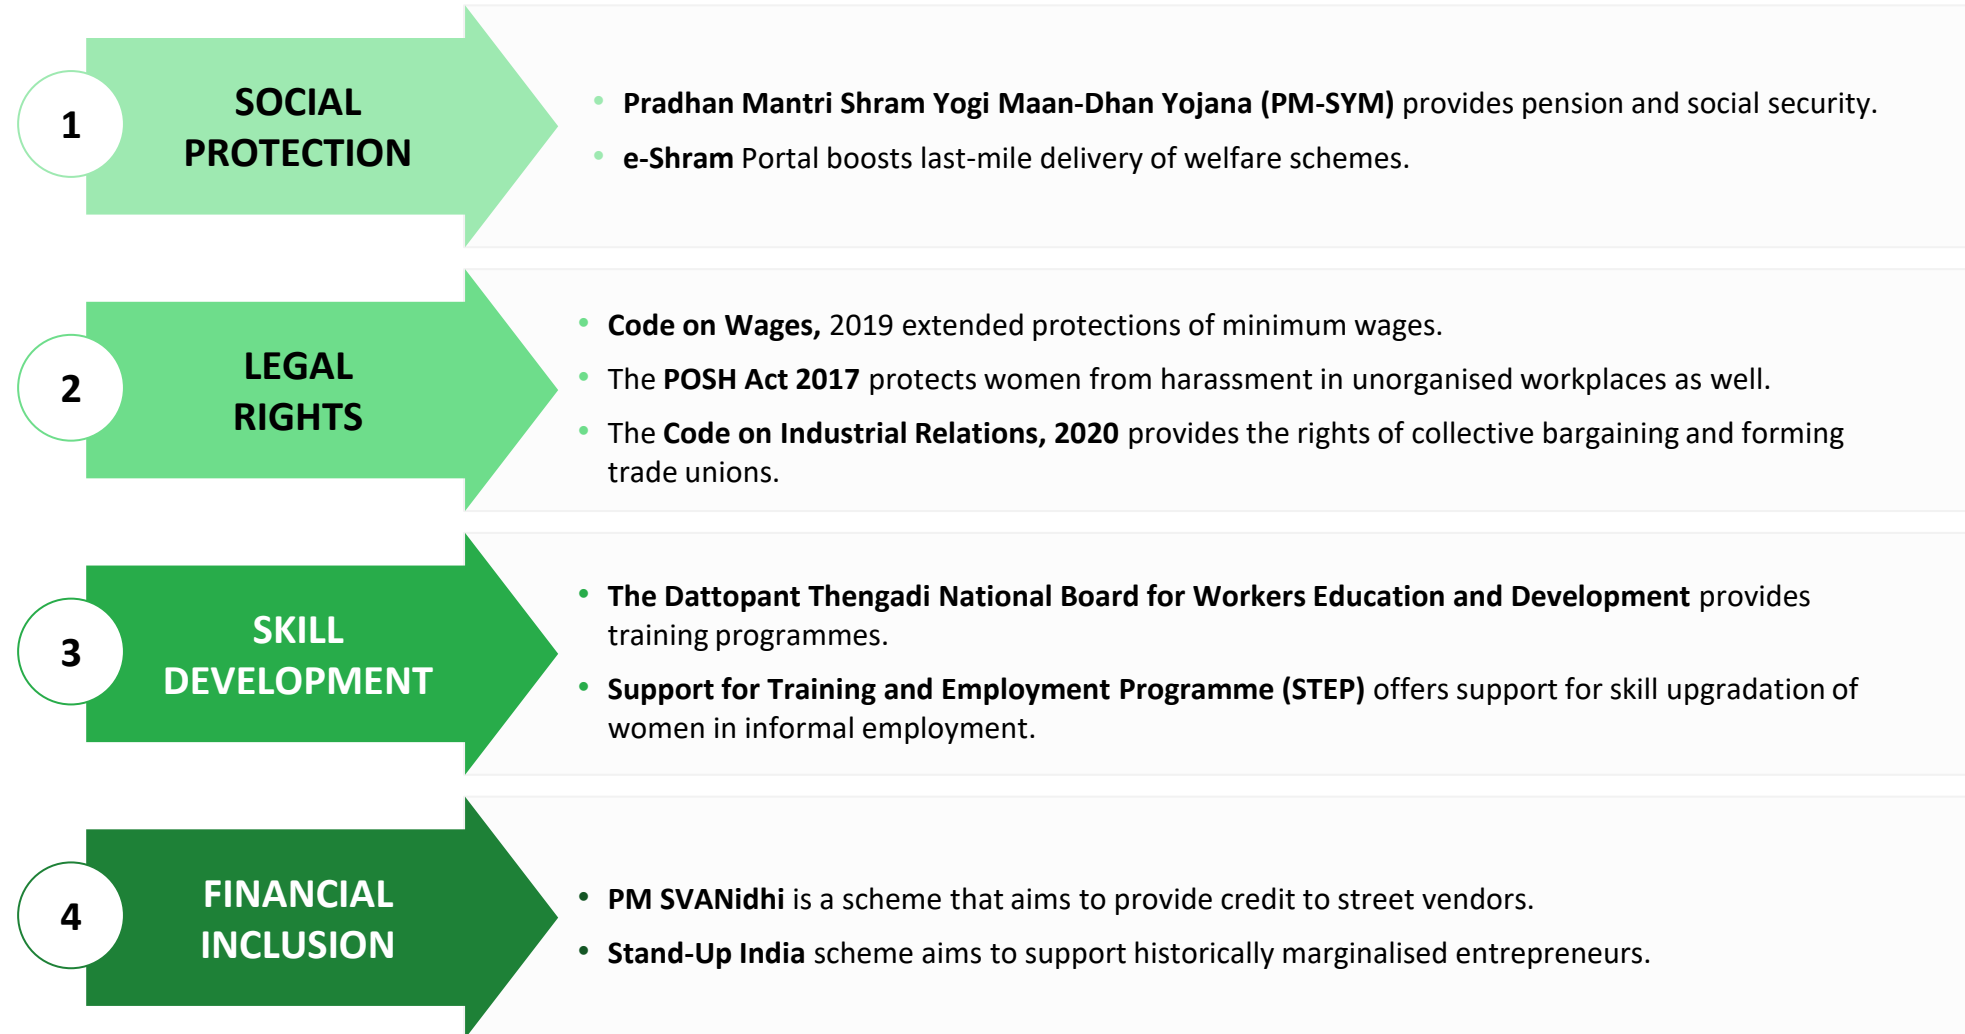 1
SOCIAL
PROTECTION
• Pradhan Mantri Shram Yogi Maan-Dhan Yojana (PM-SYM) provides pension and social security.
• e-Shram Portal boosts last-mile delivery of welfare schemes.
2
LEGAL
RIGHTS
• Code on Wages, 2019 extended protections of minimum wages.
• The POSH Act 2017 protects women from harassment in unorganised workplaces as well.
• The Code on Industrial Relations, 2020 provides the rights of collective bargaining and forming
trade unions.
3
SKILL
DEVELOPMENT
• The Dattopant Thengadi National Board for Workers Education and Development provides
training programmes.
• Support for Training and Employment Programme (STEP) offers support for skill upgradation of
women in informal employment.
4
FINANCIAL
INCLUSION
• PM SVANidhi is a scheme that aims to provide credit to street vendors.
• Stand-Up India scheme aims to support historically marginalised entrepreneurs.